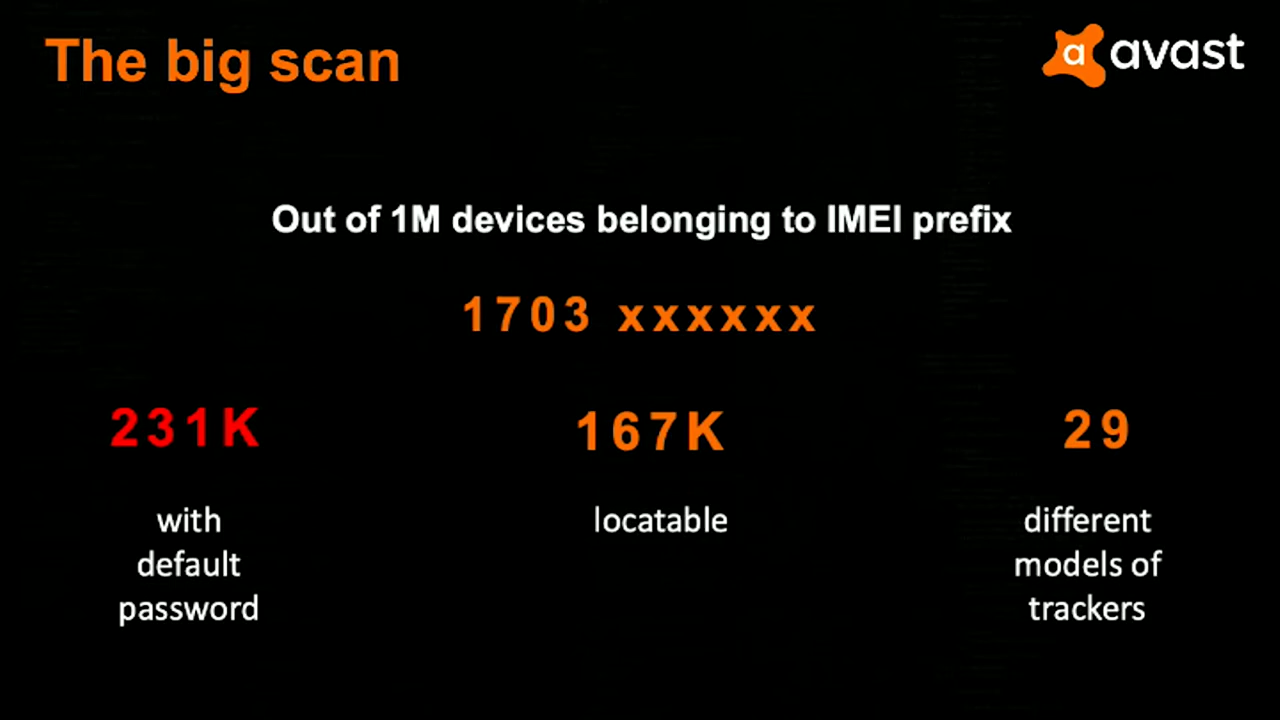 The big scan
avast
Out of 1M devices belonging to IMEI prefix
1703 xxxxxx
231K
167K
29
with
default
password
locatable
different
models of
trackers